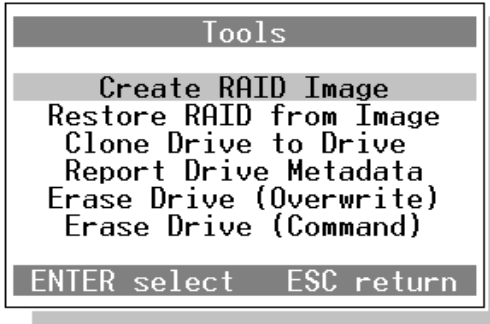 Tools
Create RAID Image
Restore RAID from Image
Clone Drive to Drive
Report Drive Metadata
Erase Drive (Overwrite)
Erase Drive (Command)
ENTER select ESC return